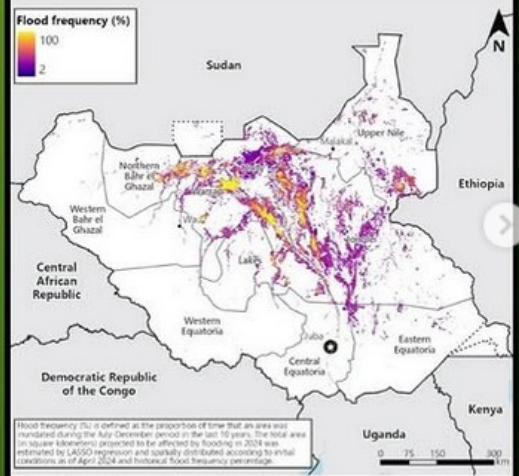 Flood frequency (%)
100
2
N
Sudan
Malakal
Upper Nile
Northern
Bahr el
Ghazal
Ethiopia
Western
Bahr el
Ghazal
Central
African
Republic
Lakes
Western
Equatoria
Juba
Eastern
Equatoria
Central
Equatoria
Democratic Republic
of the Congo
Kenya
Uganda
0 75 150 300
km
Flood frequency (%) is defined as the proportion of time that an area was
inundated during the July-December period in the last 10 years. The total area
(in square kilometers) projected to be affected by flooding in 2024 was
estimated by LASSO regression and spatially distributed according to initial
conditions as of April 2024 and historical flood frequency percentage.